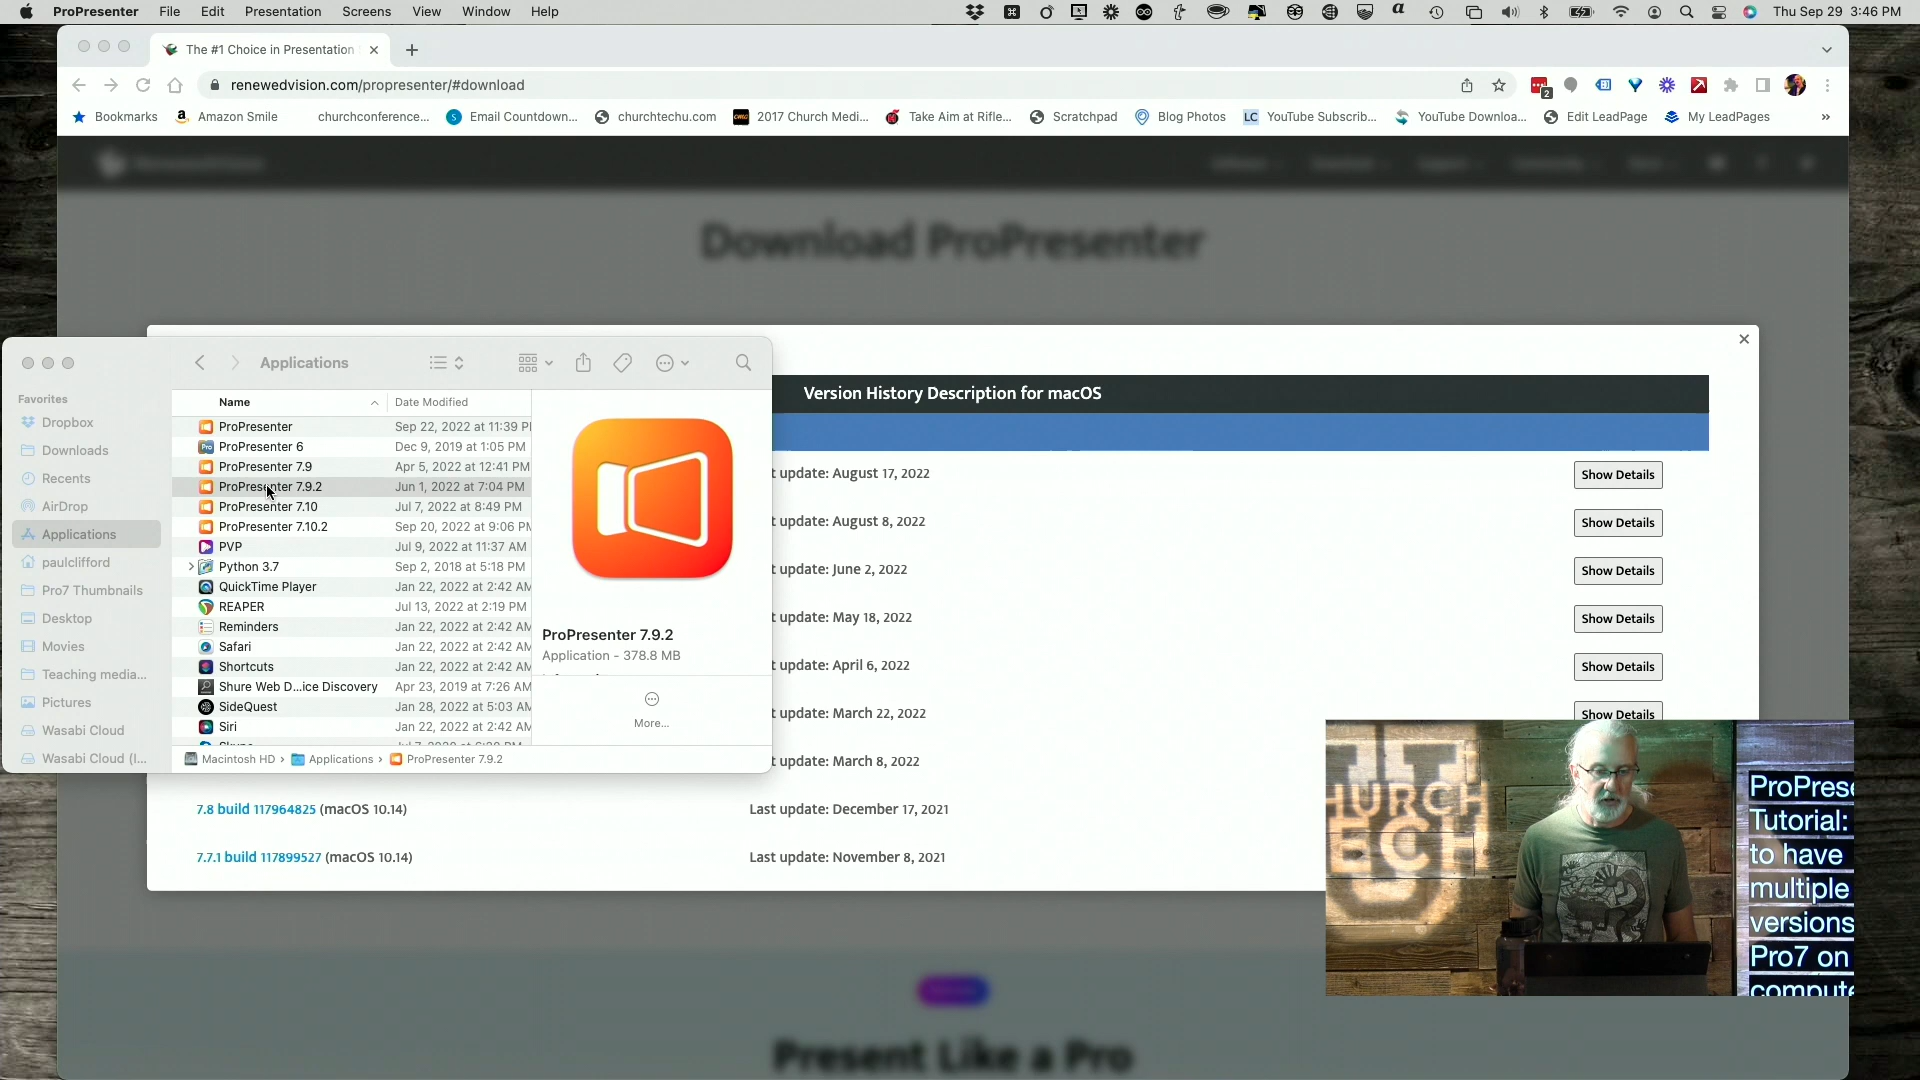 ProPresenter File Edit Presentation Screens View Window Help Thu Sep 29 3:46 PM
The #1 Choice in Presentation
renewedvision.com/propresenter/#download
2
Bookmarks Amazon Smile churchconference... Email Countdown... churchtechu.com 2017 Church Medi... Take Aim at Rifle... Scratchpad Blog Photos LC YouTube Subscrib... YouTube Downloa... Edit LeadPage My LeadPages »
Download ProPresenter
Version History Description for macOS
Applications
Favorites
Dropbox
Downloads
Recents
AirDrop
Applications
paulclifford
Pro7 Thumbnails
Desktop
Movies
Teaching media...
Pictures
Wasabi Cloud
Wasabi Cloud (I...
Name Date Modified
ProPresenter Sep 22, 2022 at 11:39 P
ProPresenter 6 Dec 9, 2019 at 1:05 PM
ProPresenter 7.9 Apr 5, 2022 at 12:41 PM
ProPresenter 7.9.2 Jun 1, 2022 at 7:04 PM
ProPresenter 7.10 Jul 7, 2022 at 8:49 PM
ProPresenter 7.10.2 Sep 20, 2022 at 9:06 PM
PVP Jul 9, 2022 at 11:37 AM
Python 3.7 Sep 2, 2018 at 5:18 PM
QuickTime Player Jan 22, 2022 at 2:42 AM
REAPER Jul 13, 2022 at 2:19 PM
Reminders Jan 22, 2022 at 2:42 AM
Safari Jan 22, 2022 at 2:42 AM
Shortcuts Jan 22, 2022 at 2:42 AM
Shure Web D...ice Discovery Apr 23, 2019 at 7:26 AM
SideQuest Jan 28, 2022 at 5:03 AM
Siri Jan 22, 2022 at 2:42 AM
ProPresenter 7.9.2
Application - 378.8 MB
More...
Macintosh HD › Applications › ProPresenter 7.9.2
t update: August 17, 2022 Show Details
t update: August 8, 2022 Show Details
t update: June 2, 2022 Show Details
t update: May 18, 2022 Show Details
t update: April 6, 2022 Show Details
t update: March 22, 2022 Show Details
t update: March 8, 2022
7.8 build 117964825 (macOS 10.14) Last update: December 17, 2021
7.7.1 build 117899527 (macOS 10.14) Last update: November 8, 2021
HURCH
ECH
U
ProPrese
Tutorial:
to have
multiple
versions
Pro7 on
compute
Present Like a Pro